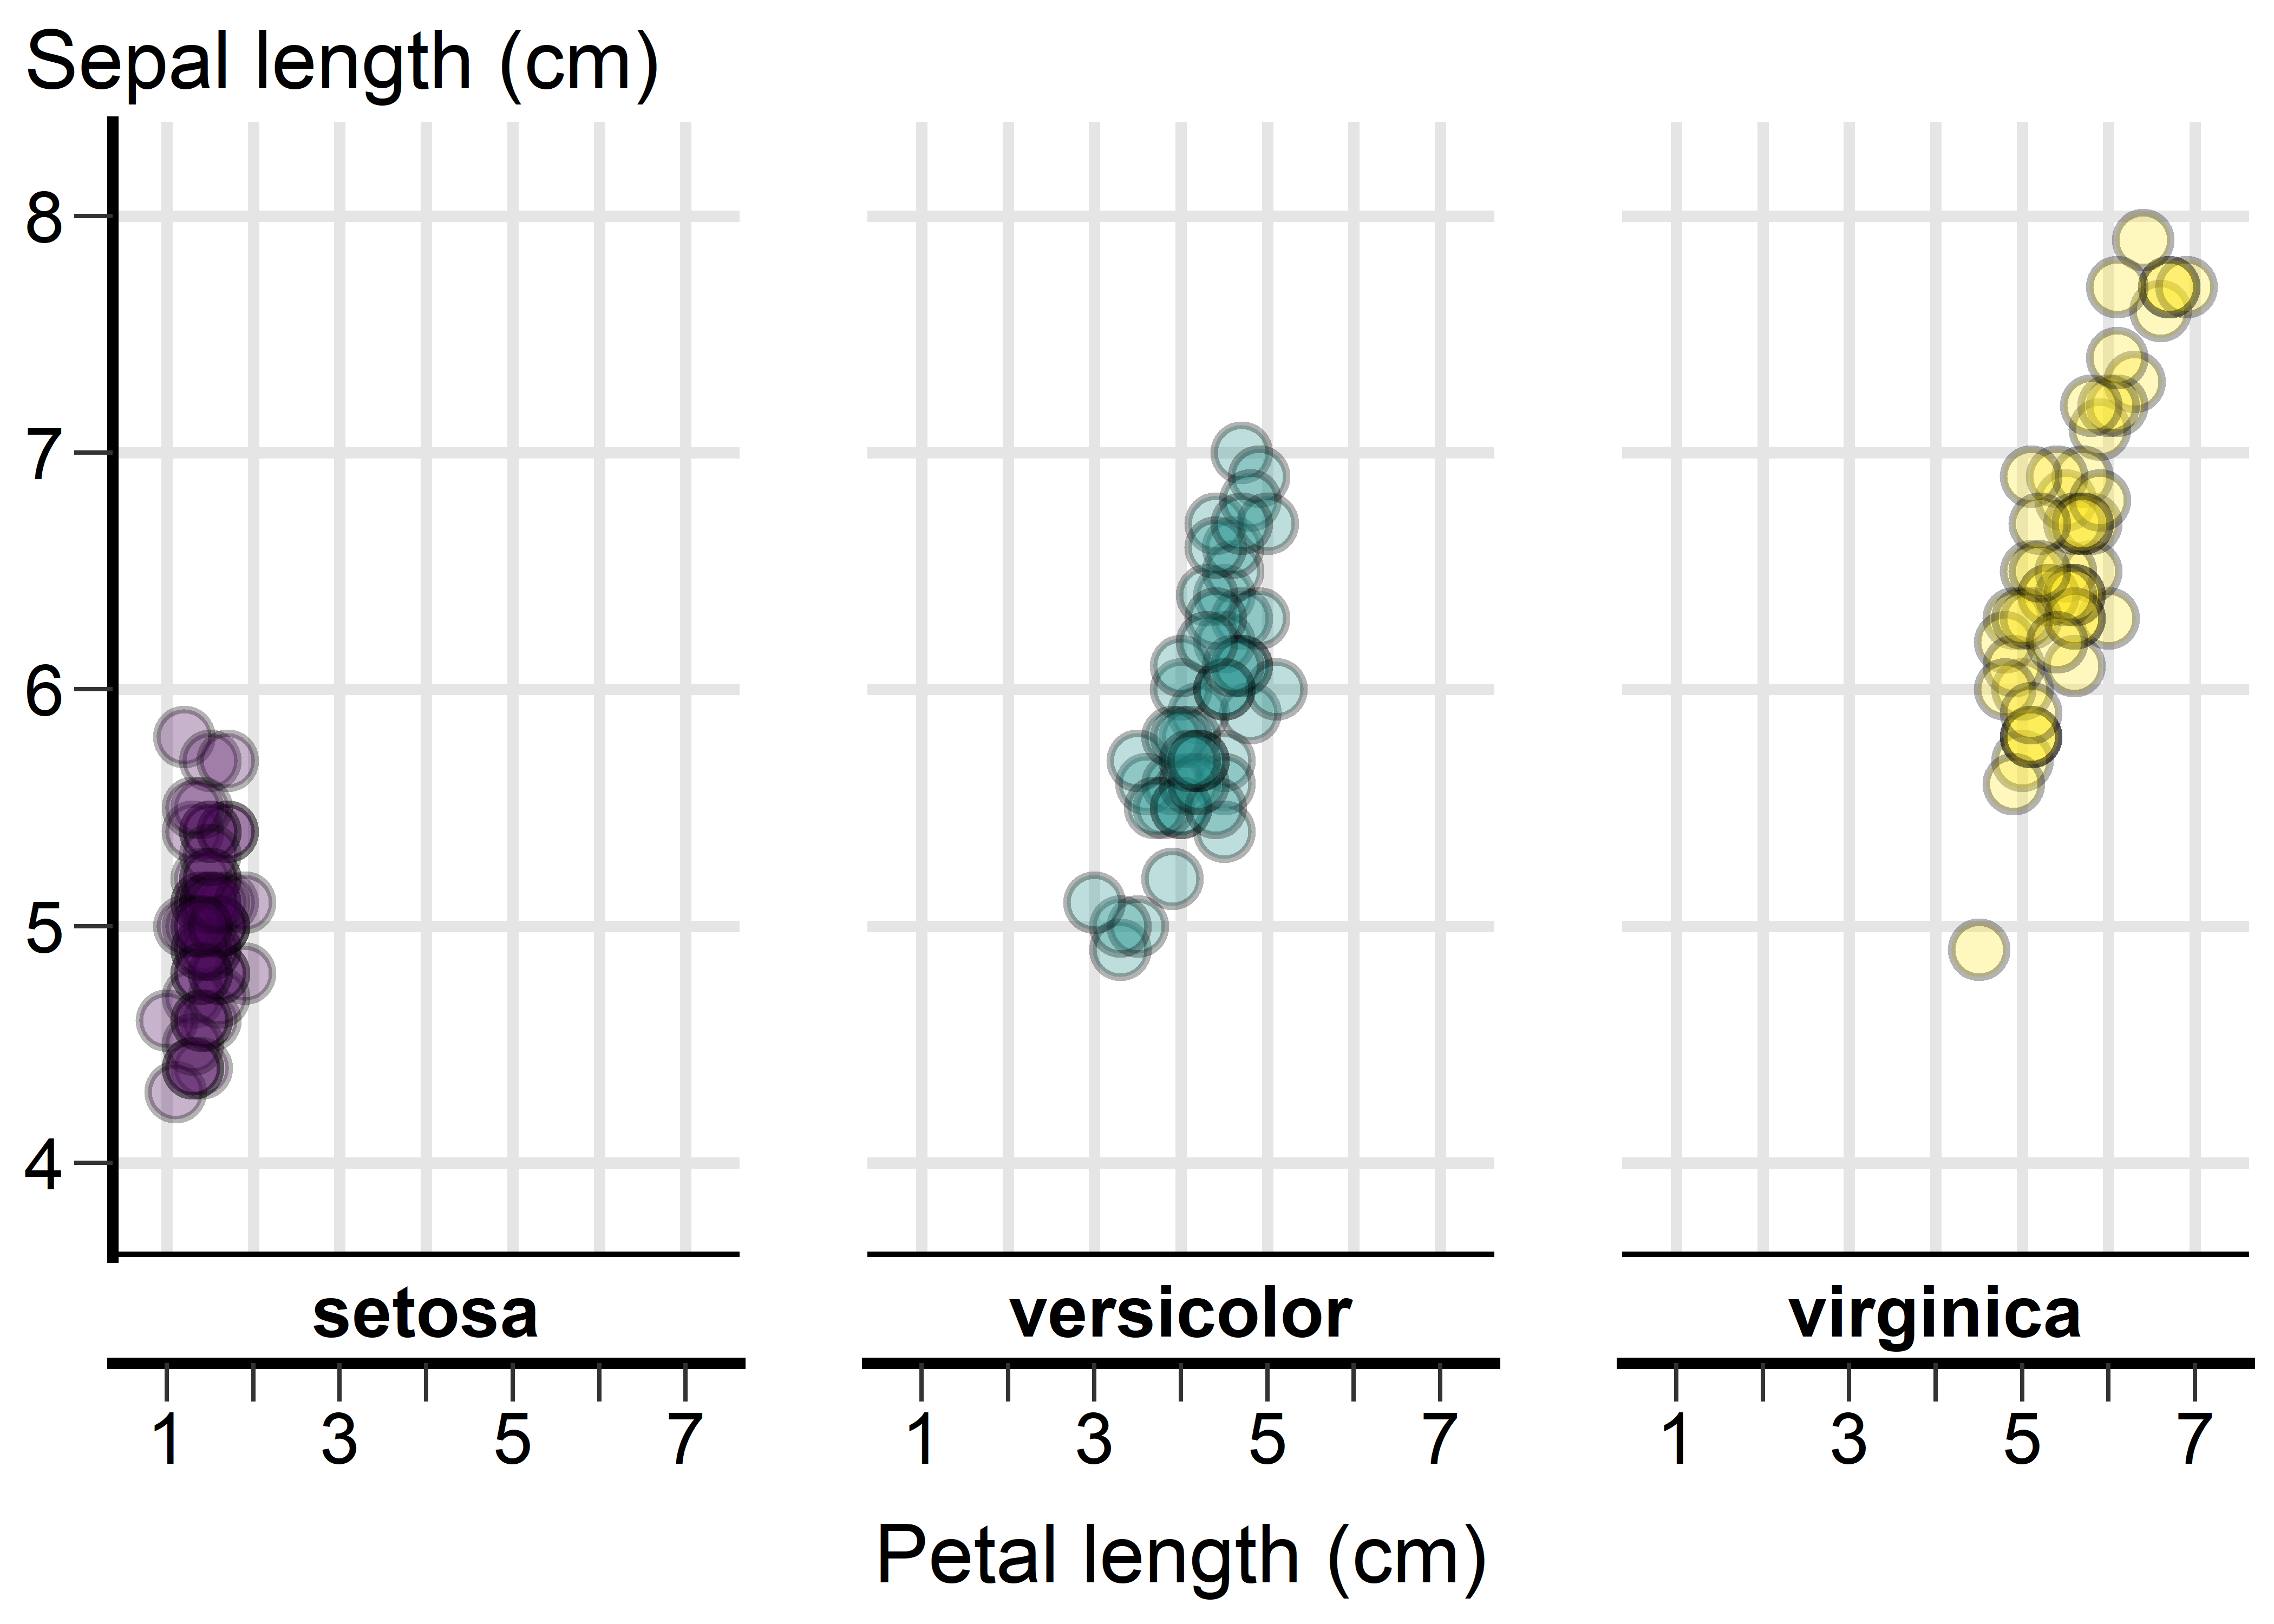 Sepal length (cm)
8
7
6
5
4
setosa versicolor virginica
1 3 5 7 1 3 5 7 1 3 5 7
Petal length (cm)